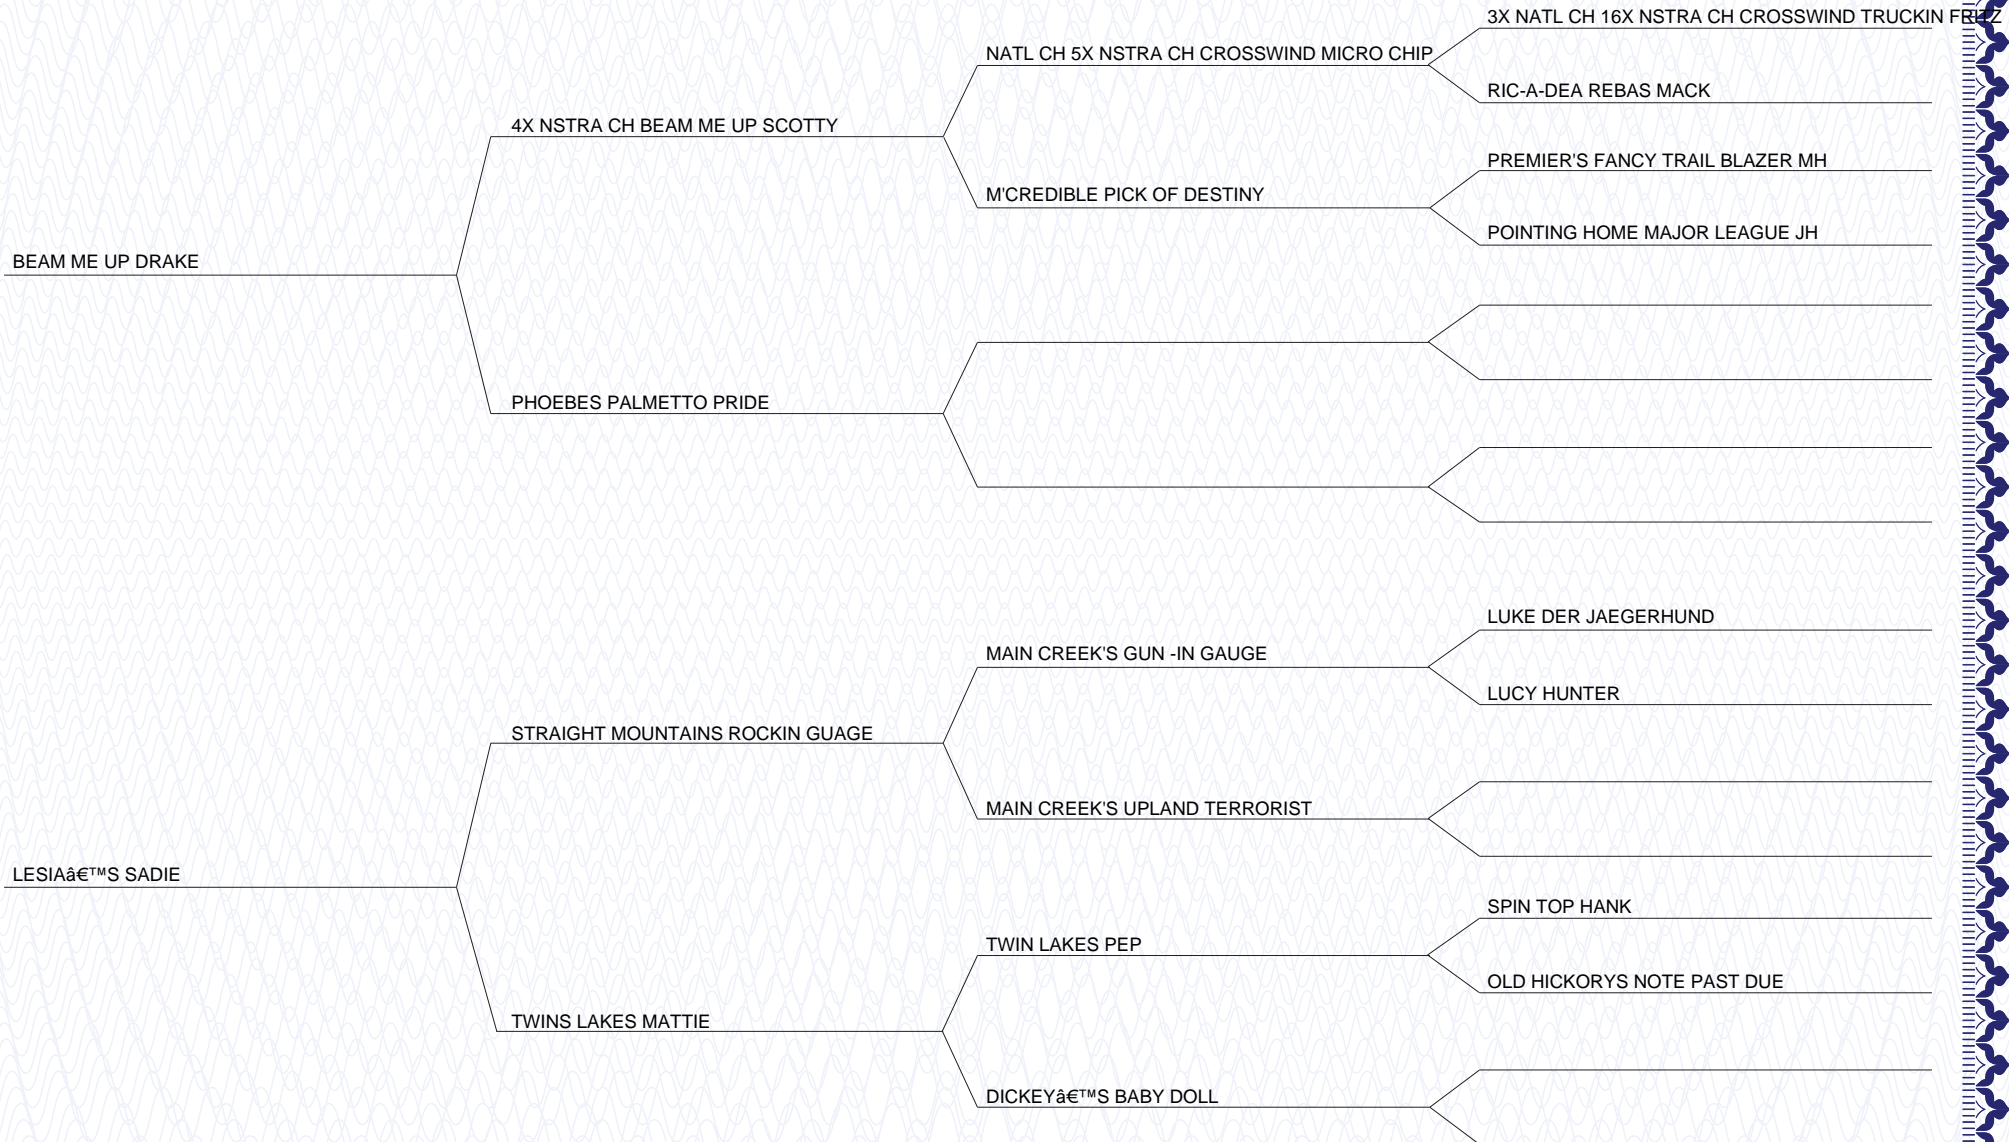 3X NATL CH 16X NSTRA CH CROSSWIND TRUCKIN FRITZ
NATL CH 5X NSTRA CH CROSSWIND MICRO CHIP
RIC-A-DEA REBAS MACK
4X NSTRA CH BEAM ME UP SCOTTY
PREMIER'S FANCY TRAIL BLAZER MH
M'CREDIBLE PICK OF DESTINY
POINTING HOME MAJOR LEAGUE JH
BEAM ME UP DRAKE
PHOEBES PALMETTO PRIDE
LUKE DER JAEGERHUND
MAIN CREEK'S GUN -IN GAUGE
LUCY HUNTER
STRAIGHT MOUNTAINS ROCKIN GUAGE
MAIN CREEK'S UPLAND TERRORIST
LESIAâ€™S SADIE
SPIN TOP HANK
TWIN LAKES PEP
OLD HICKORYS NOTE PAST DUE
TWINS LAKES MATTIE
DICKEYâ€™S BABY DOLL